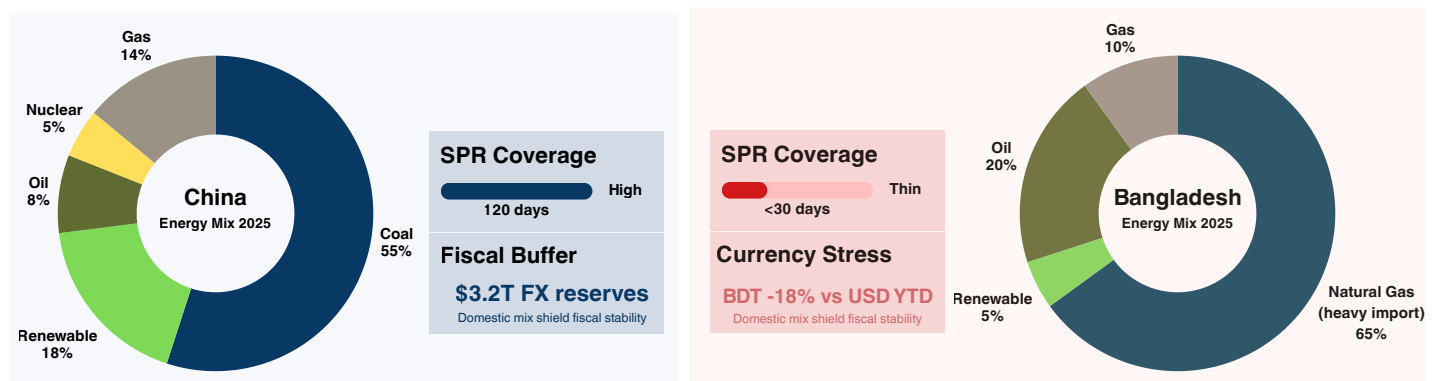 Gas
14%
Nuclear
5%
Oil
8%
Renewable
18%
China
Energy Mix 2025
Coal
55%
SPR Coverage
High
120 days
Fiscal Buffer
$3.2T FX reserves
Domestic mix shield fiscal stability
SPR Coverage
Thin
<30 days
Currency Stress
BDT -18% vs USD YTD
Domestic mix shield fiscal stability
Gas
10%
Oil
20%
Renewable
5%
Bangladesh
Energy Mix 2025
Natural Gas
(heavy import)
65%